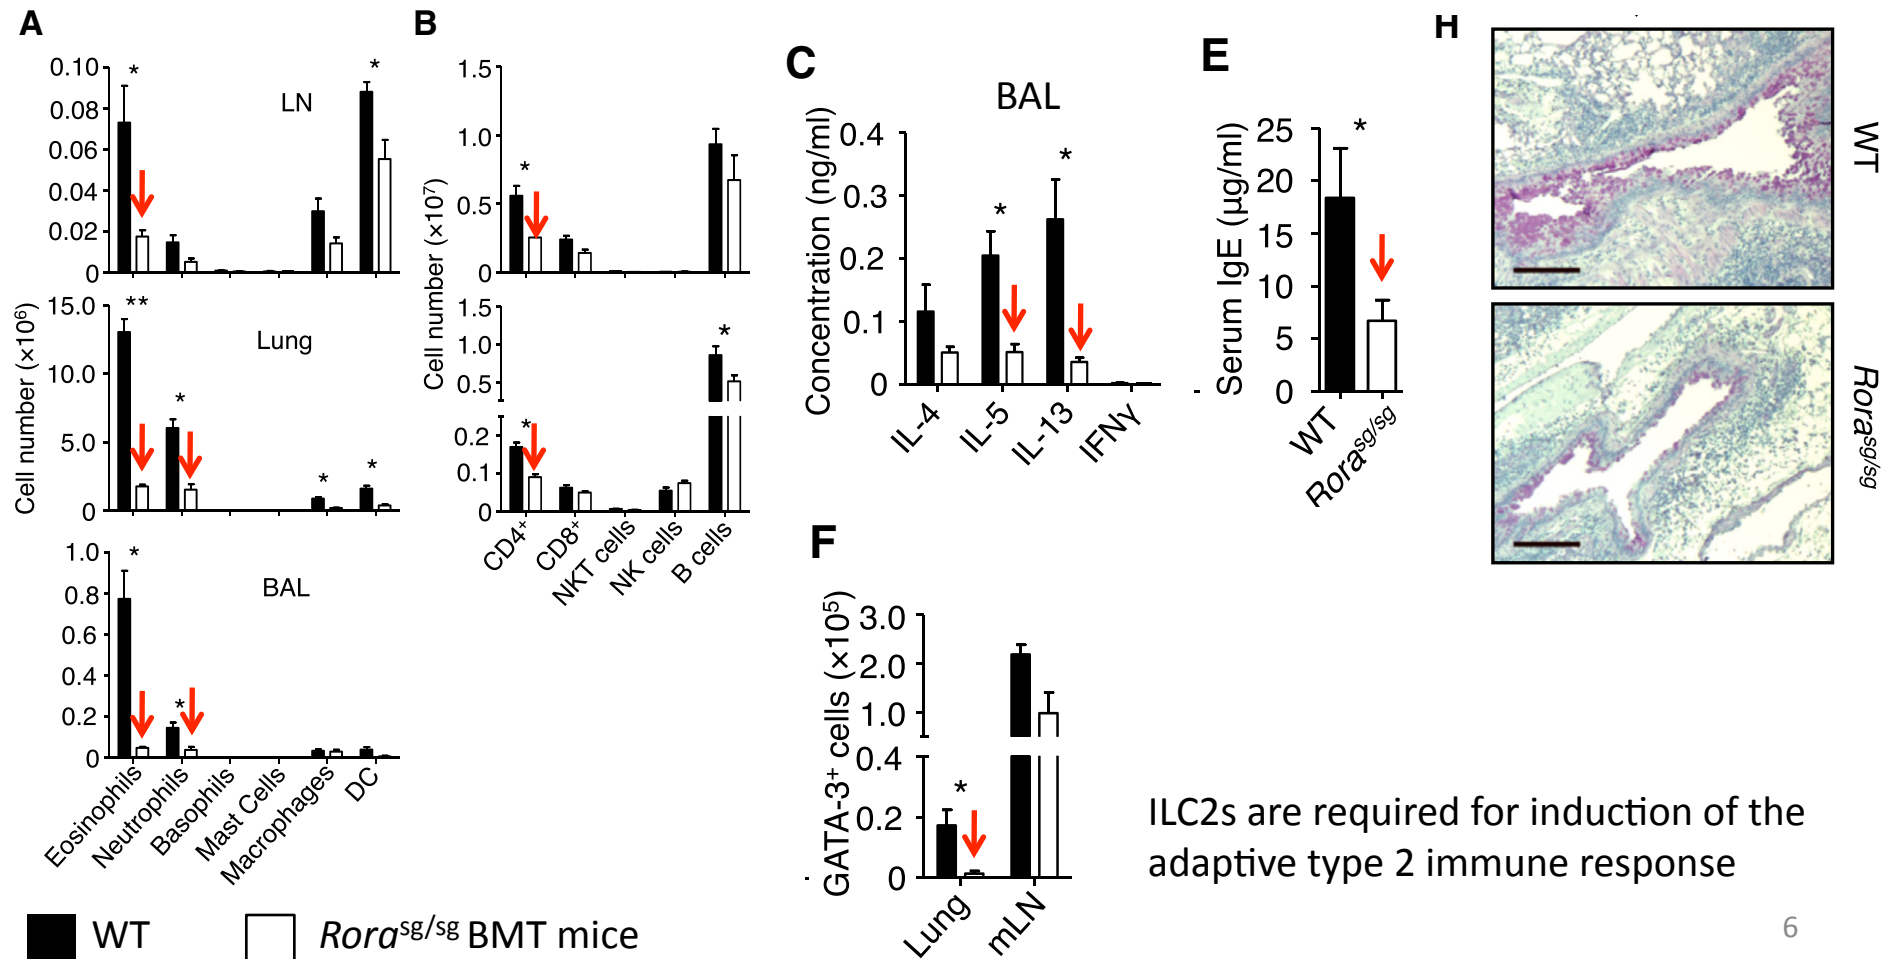 A
Cell number (×10⁶)
0.10
0.08
0.06
0.04
0.02
0
*
*
LN
15.0
10.0
5.0
0
**
*
*
*
Lung
1.0
0.8
0.6
0.4
0.2
0
*
*
BAL
Eosinophils
Neutrophils
Basophils
Mast Cells
Macrophages
DC
B
Cell number (×10⁷)
1.5
1.0
0.5
0
*
1.5
1.0
0.5
0.2
0.1
0
*
*
CD4⁺
CD8⁺
NKT cells
NK cells
B cells
C
BAL
Concentration (ng/ml)
0.4
0.3
0.2
0.1
0
*
*
IL-4
IL-5
IL-13
IFNγ
E
Serum IgE (μg/ml)
25
20
15
10
5
0
*
WT
Rora^sg/sg
F
GATA-3⁺ cells (×10⁵)
3.0
2.0
1.0
0.4
0.2
0
*
Lung
mLN
H
WT
Rora^sg/sg
ILC2s are required for induction of the
adaptive type 2 immune response
WT
Rora^sg/sg BMT mice
6